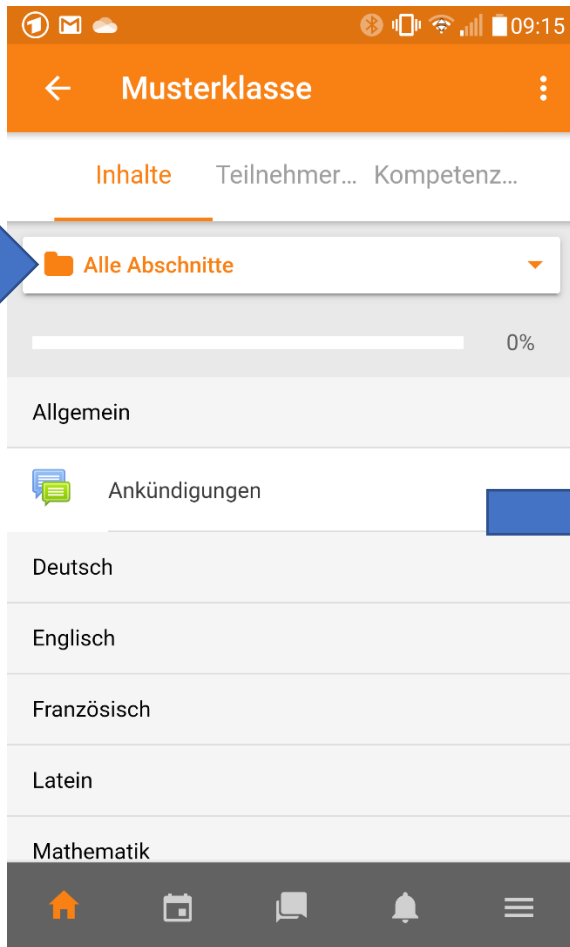 09:15
Musterklasse
Inhalte Teilnehmer... Kompetenz...
Alle Abschnitte
0%
Allgemein
Ankündigungen
Deutsch
Englisch
Französisch
Latein
Mathematik